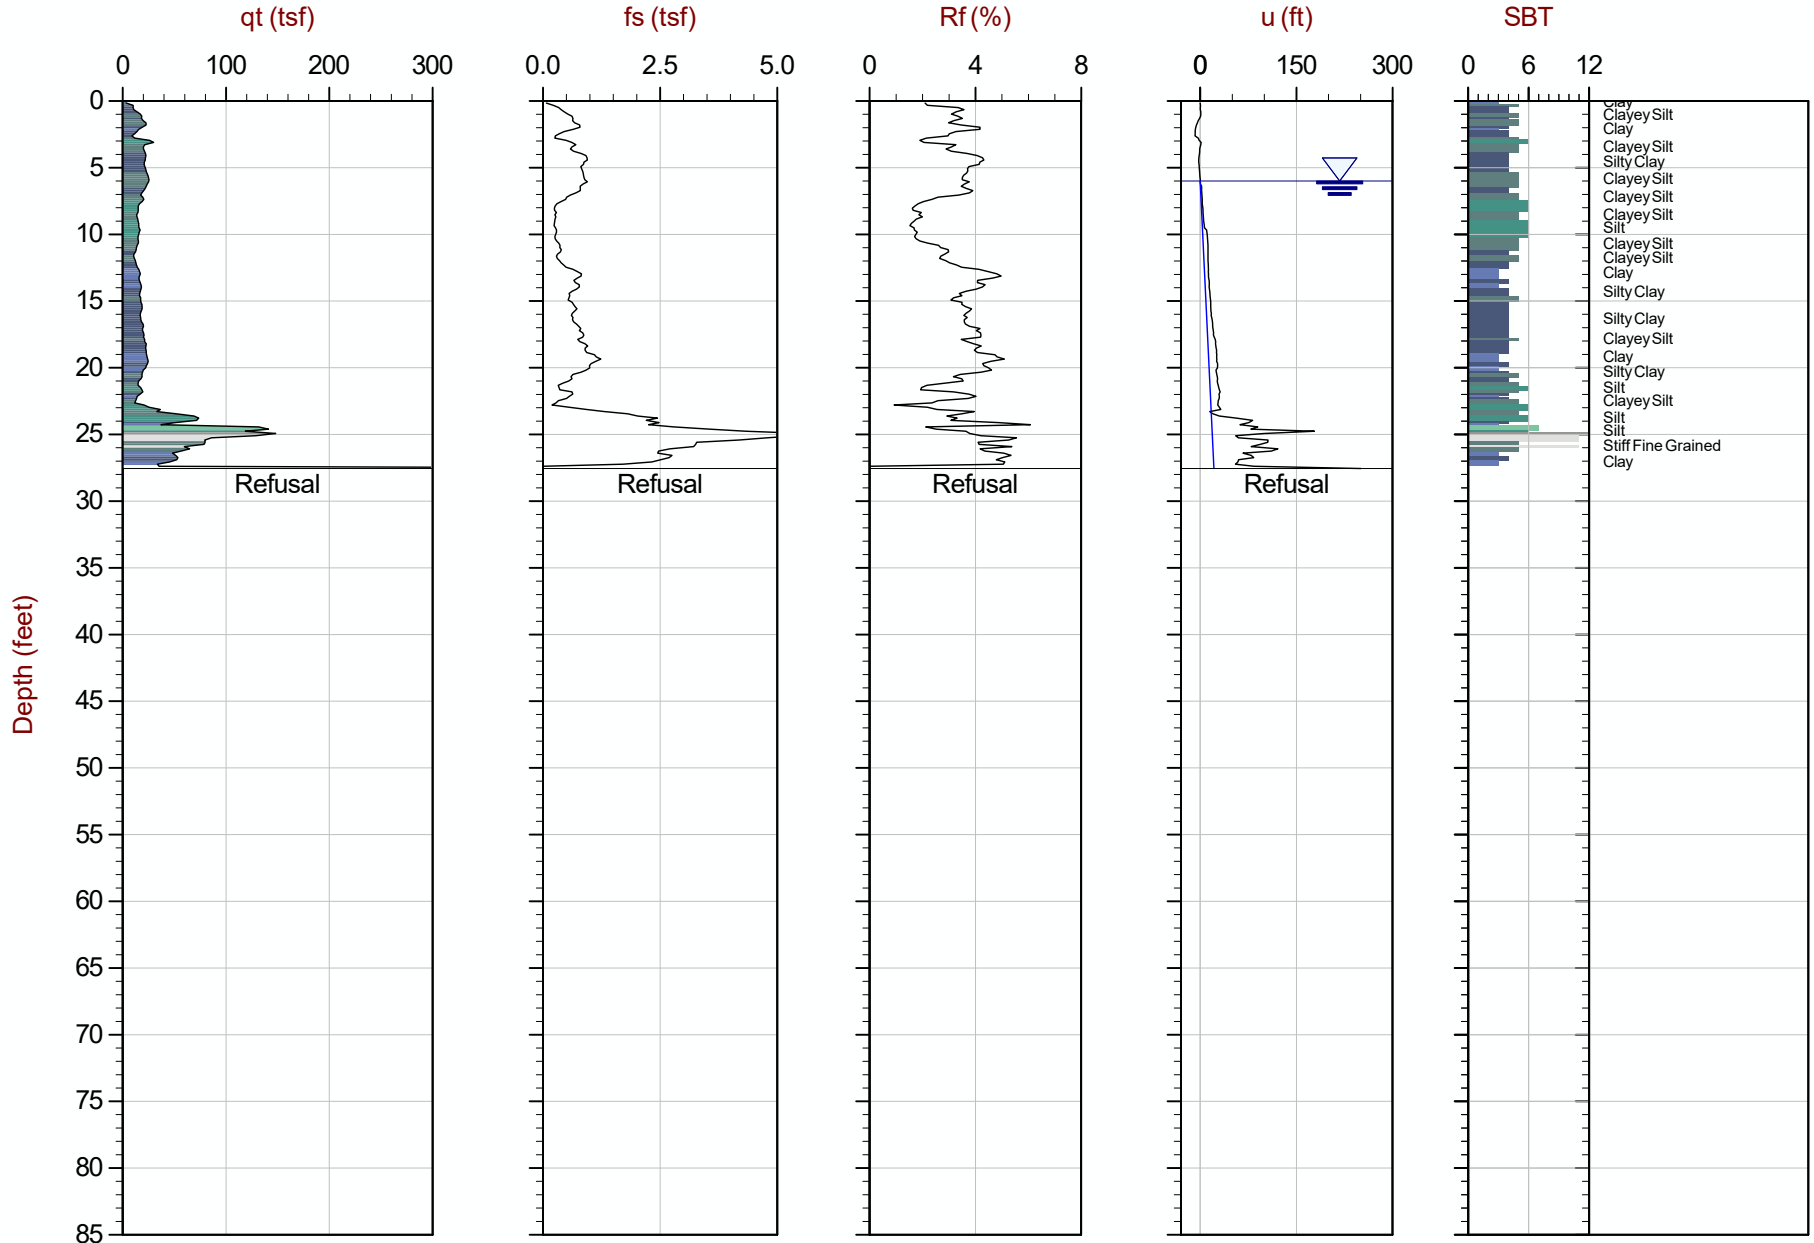 qt (tsf) fs (tsf) Rf (%) u (ft) SBT
0 100 200 300 0.0 2.5 5.0 0 4 8 0 150 300 0 6 12
0
5
10
15
20
25
30
35
40
45
50
55
60
65
70
75
80
85
Depth (feet)
Refusal Refusal Refusal Refusal
Clay
Clayey Silt
Clay
Clayey Silt
Silty Clay
Clayey Silt
Clayey Silt
Clayey Silt
Silt
Clayey Silt
Clayey Silt
Clay
Silty Clay
Silty Clay
Clayey Silt
Clay
Silty Clay
Silt
Clayey Silt
Silt
Silt
Stiff Fine Grained
Clay